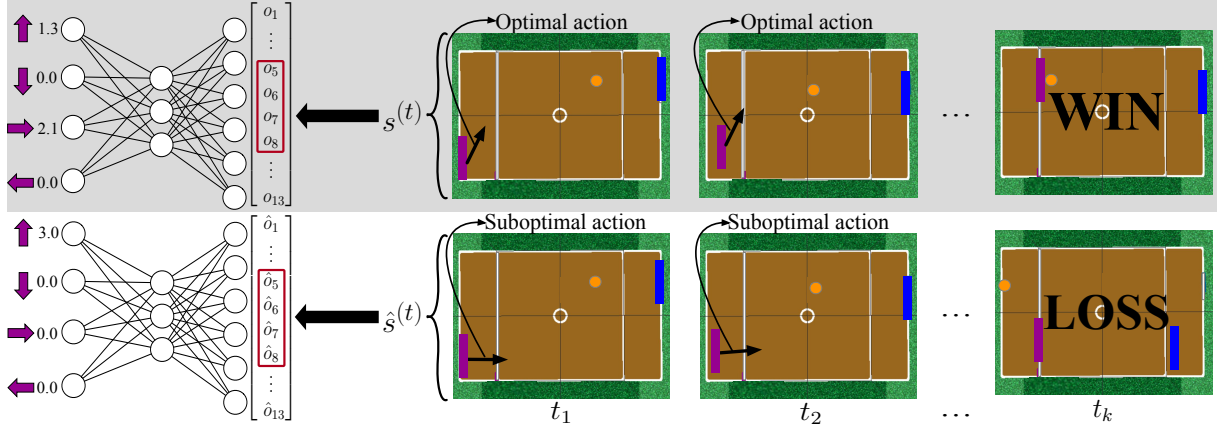 1.3
0.0
2.1
0.0
o₁
⋮
o₅
o₆
o₇
o₈
⋮
o₁₃
s⁽ᵗ⁾
Optimal action
Optimal action
...
WIN
3.0
0.0
0.0
0.0
ô₁
⋮
ô₅
ô₆
ô₇
ô₈
⋮
ô₁₃
ŝ⁽ᵗ⁾
Suboptimal action
Suboptimal action
...
LOSS
t₁
t₂
...
tₖ